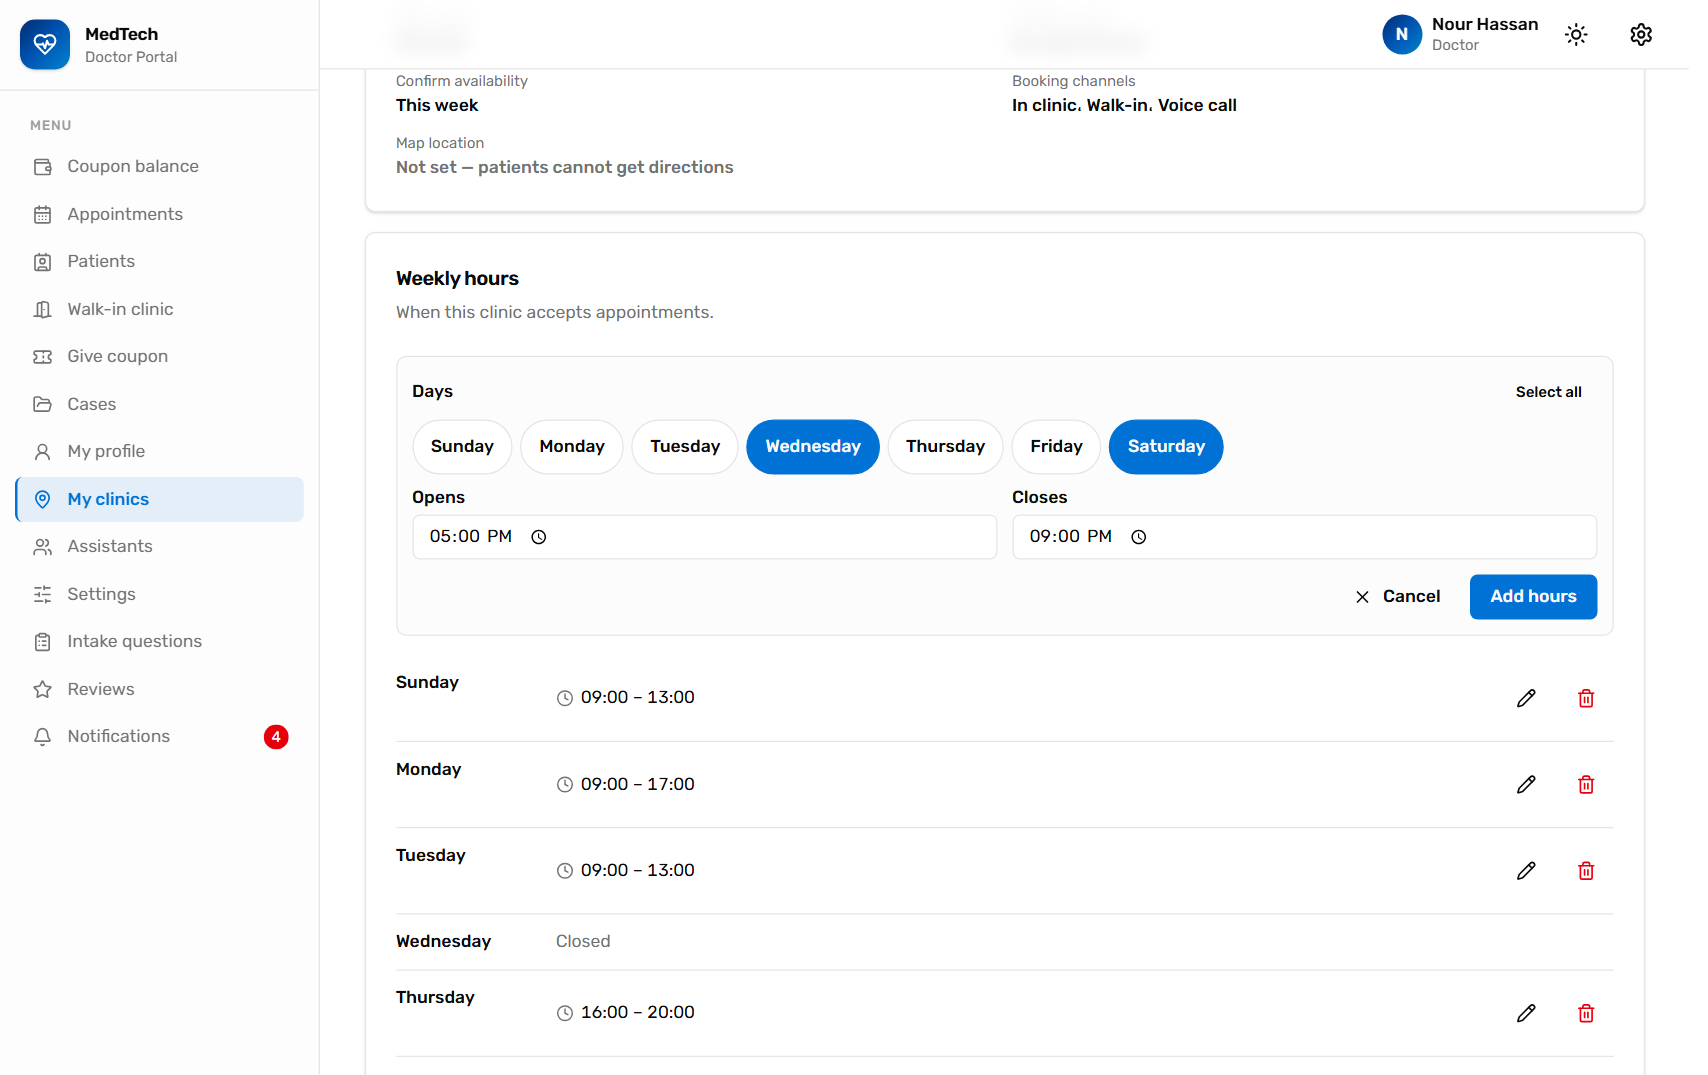 MedTech
Doctor Portal
MENU
Coupon balance
Appointments
Patients
Walk-in clinic
Give coupon
Cases
My profile
My clinics
Assistants
Settings
Intake questions
Reviews
Notifications
4
N
Nour Hassan
Doctor
Confirm availability
This week
Booking channels
In clinic، Walk-in، Voice call
Map location
Not set — patients cannot get directions
Weekly hours
When this clinic accepts appointments.
Days
Select all
Sunday
Monday
Tuesday
Wednesday
Thursday
Friday
Saturday
Opens
Closes
05:00 PM
09:00 PM
Cancel
Add hours
Sunday
09:00 – 13:00
Monday
09:00 – 17:00
Tuesday
09:00 – 13:00
Wednesday
Closed
Thursday
16:00 – 20:00